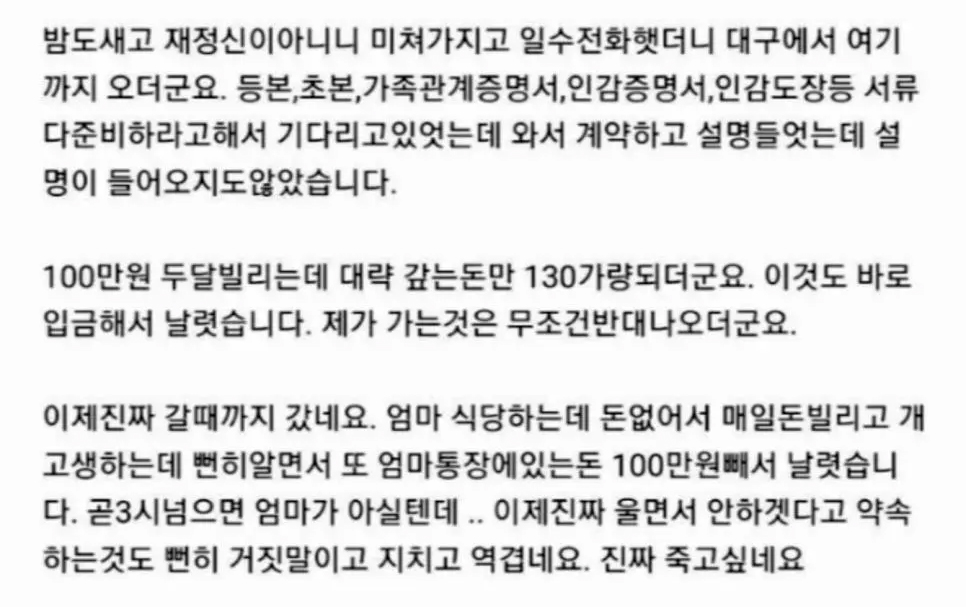 밤도새고 재정신이아니니 미쳐가지고 일수전화햇더니 대구에서 여기
까지 오더군요. 등본,초본,가족관계증명서,인감증명서,인감도장등 서류
다준비하라고해서 기다리고있엇는데 와서 계약하고 설명들엇는데 설
명이 들어오지도않았습니다.
100만원 두달빌리는데 대략 갚는돈만 130가량되더군요. 이것도 바로
입금해서 날렷습니다. 제가 가는것은 무조건반대나오더군요.
이제진짜 갈때까지 갔네요. 엄마 식당하는데 돈없어서 매일돈빌리고 개
고생하는데 뻔히알면서 또 엄마통장에있는돈 100만원빼서 날렷습니
다. 곧3시넘으면 엄마가 아실텐데 .. 이제진짜 울면서 안하겟다고 약속
하는것도 뻔히 거짓말이고 지치고 역겹네요. 진짜 죽고싶네요